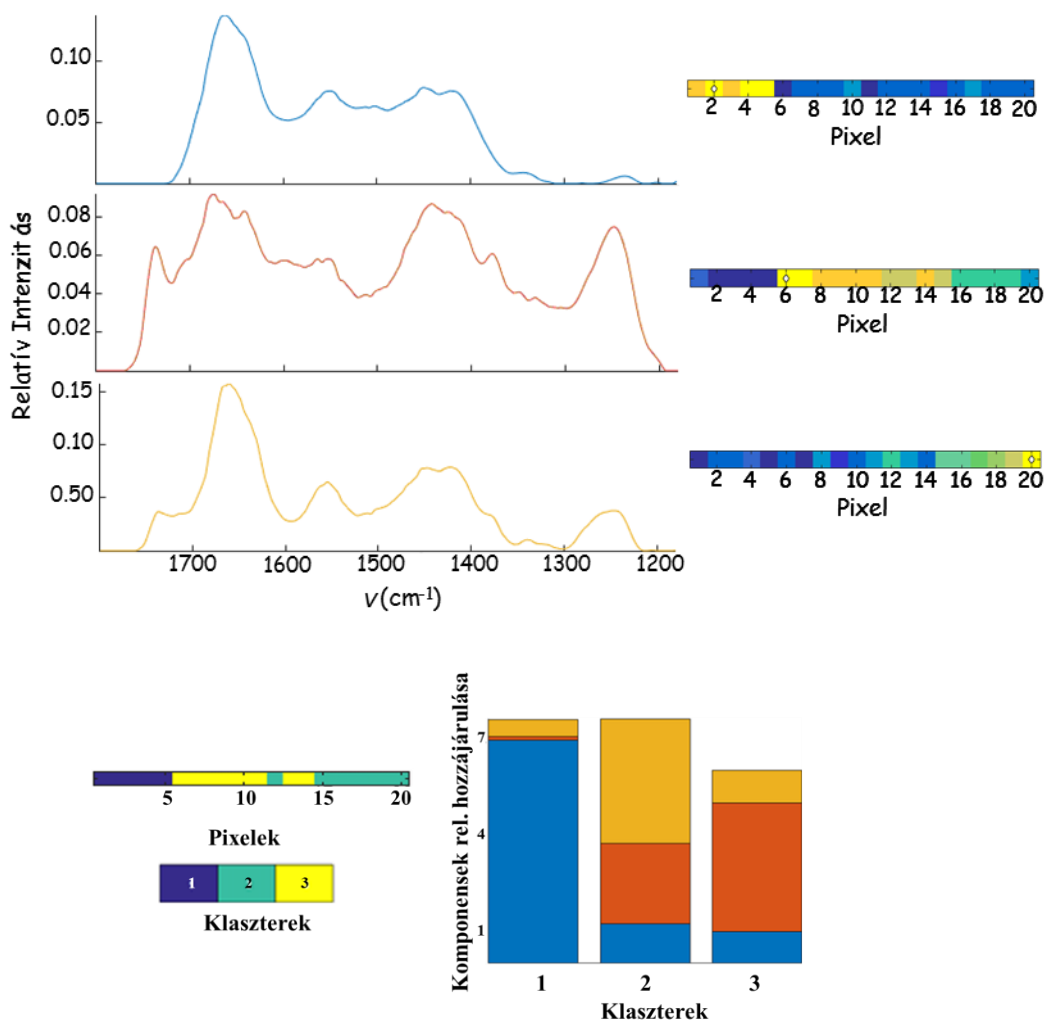 Relatív Intenzitás
0.10
0.05
2 4 6 8 10 12 14 16 18 20
Pixel
0.08
0.06
0.04
0.02
2 4 6 8 10 12 14 16 18 20
Pixel
0.15
0.10
0.50
2 4 6 8 10 12 14 16 18 20
Pixel
1700 1600 1500 1400 1300 1200
ν(cm-1)
5 10 15 20
Pixelek
1 2 3
Klaszterek
Komponensek rel. hozzájárulása
7
4
1
1 2 3
Klaszterek